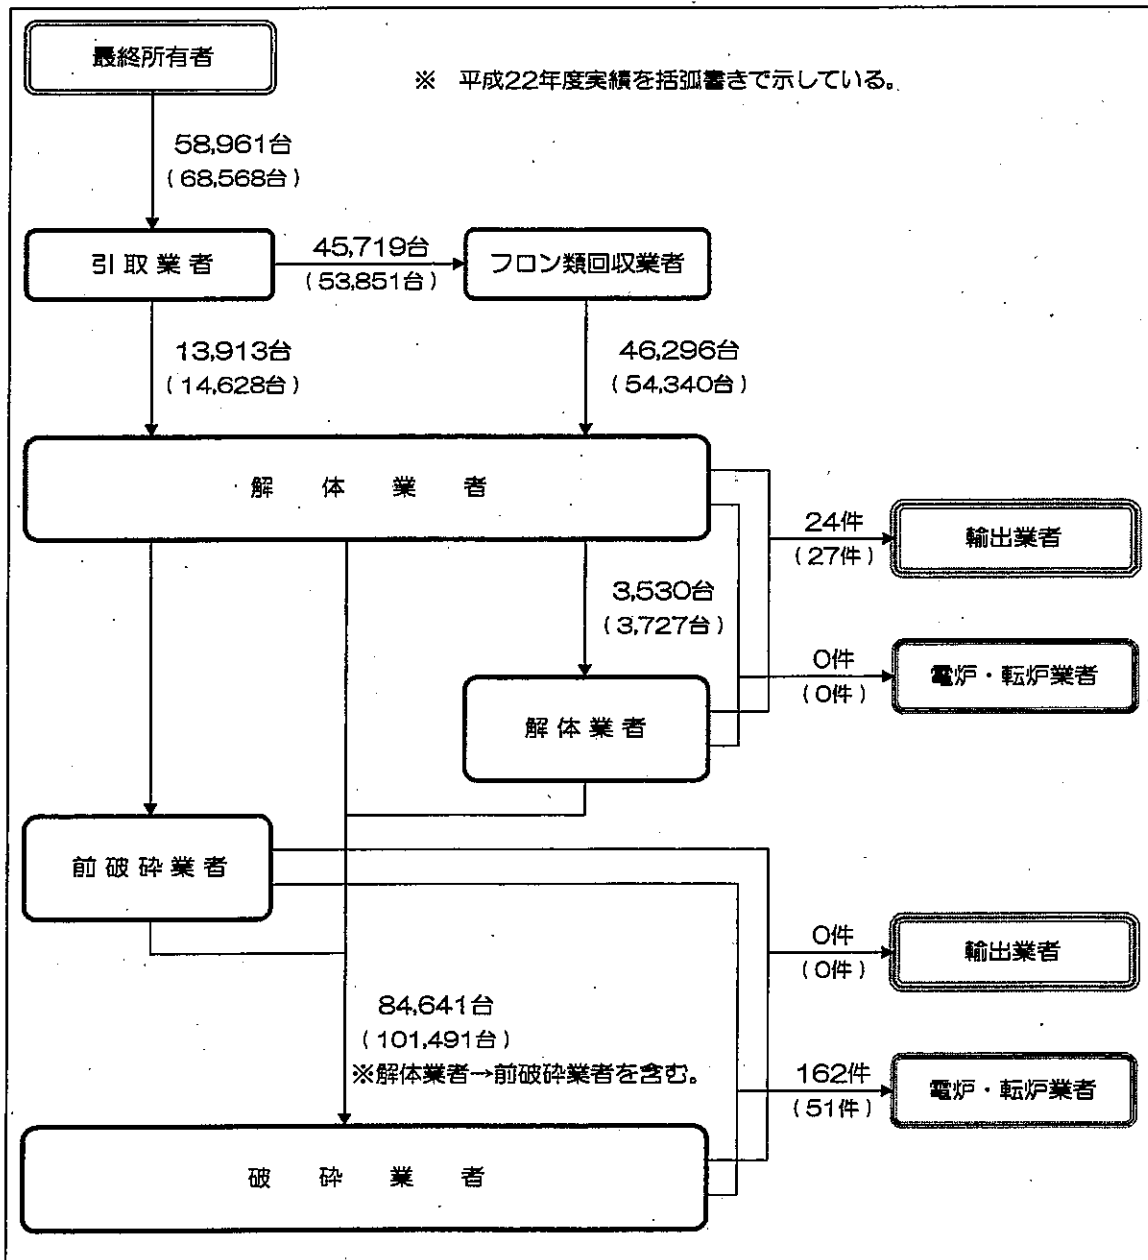 最終所有者
※ 平成22年度実績を括弧書きで示している。
58,961台
(68,568台)
引取業者
45,719台
(53,851台)
フロン類回収業者
13,913台
(14,628台)
46,296台
(54,340台)
解体業者
24件
(27件)
輸出業者
3,530台
(3,727台)
0件
(0件)
電炉・転炉業者
解体業者
前破砕業者
0件
(0件)
輸出業者
84,641台
(101,491台)
※解体業者→前破砕業者を含む。
162件
(51件)
電炉・転炉業者
破砕業者